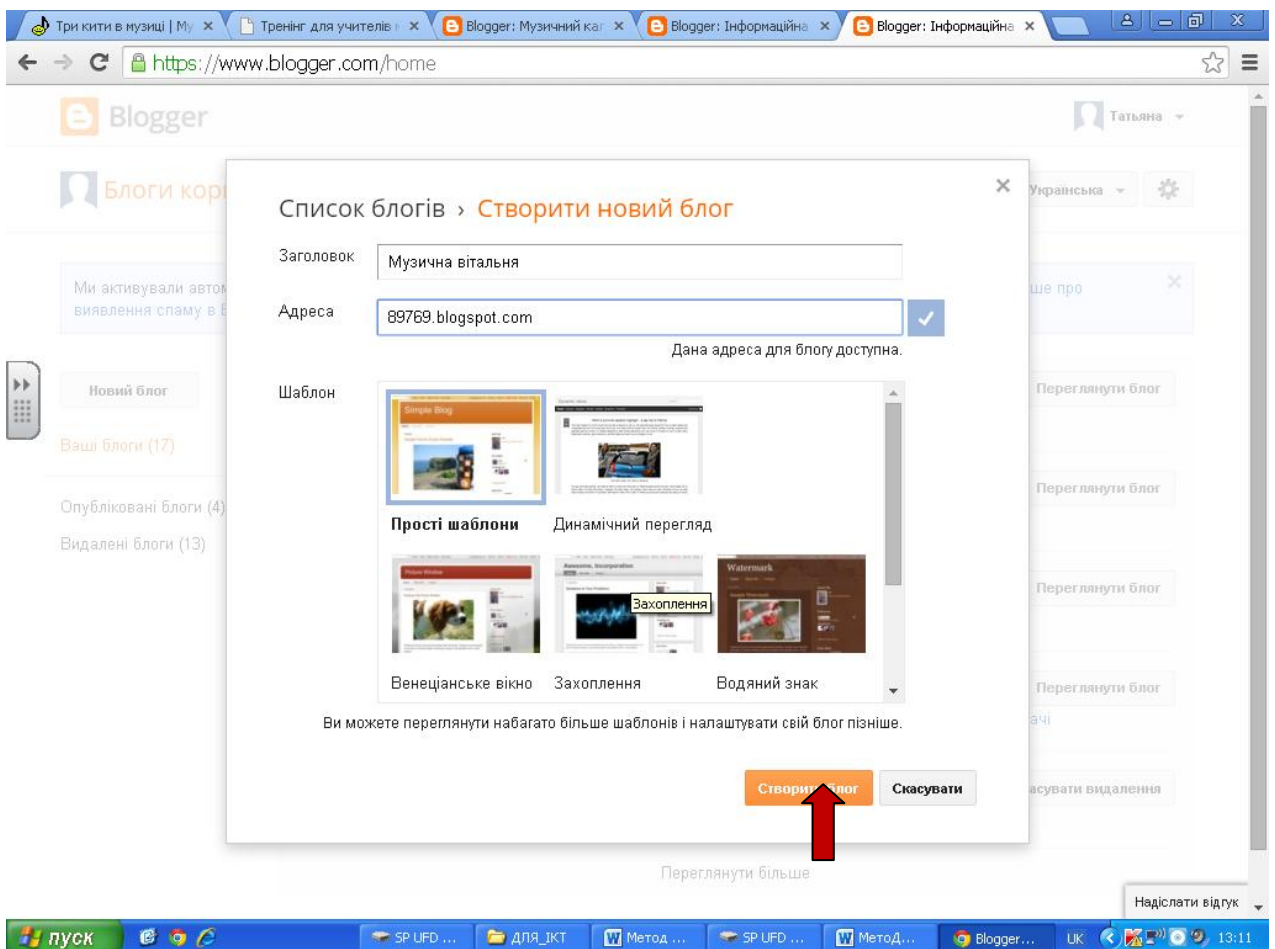 Три кити в музиці | Му
Тренінг для учителів
Blogger: Музичний каг
Blogger: Інформаційна
Blogger: Інформаційна
https://www.blogger.com/home
Blogger
Татьяна
Блоги кор
Українська
Список блогів › Створити новий блог
Заголовок
Музична вітальня
Ми активували авто
виявлення спаму в
ше про
Адреса
89769.blogspot.com
Дана адреса для блогу доступна.
Новий блог
Ваші блоги (17)
Опубліковані блоги (4)
Видалені блоги (13)
Шаблон
Simple Blog
Прості шаблони
Динамічний перегляд
Picture Window
Awesome, Incorporation
Watermark
Захоплення
Венеціанське вікно
Захоплення
Водяний знак
Ви можете переглянути набагато більше шаблонів і налаштувати свій блог пізніше.
Створит блог
Скасувати
Переглянути блог
Переглянути блог
Переглянути блог
Переглянути блог
ачі
асувати видалення
Переглянути більше
Надіслати відгук
пуск
SP UFD ...
ДЛЯ_ІКТ
Метод ...
SP UFD ...
Метод...
Blogger...
UK
13:11